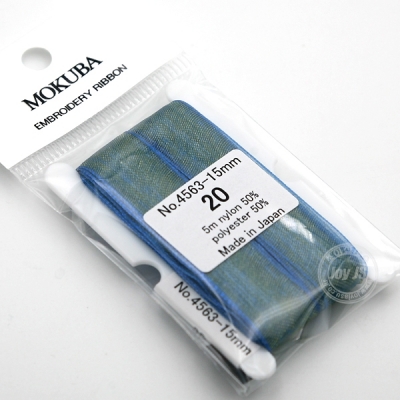 MOKUBA
EMBROIDERY RIBBON
No.4563-15mm
20
5m nylon 50%
polyester 50%
Made in Japan
No.4563-15mm